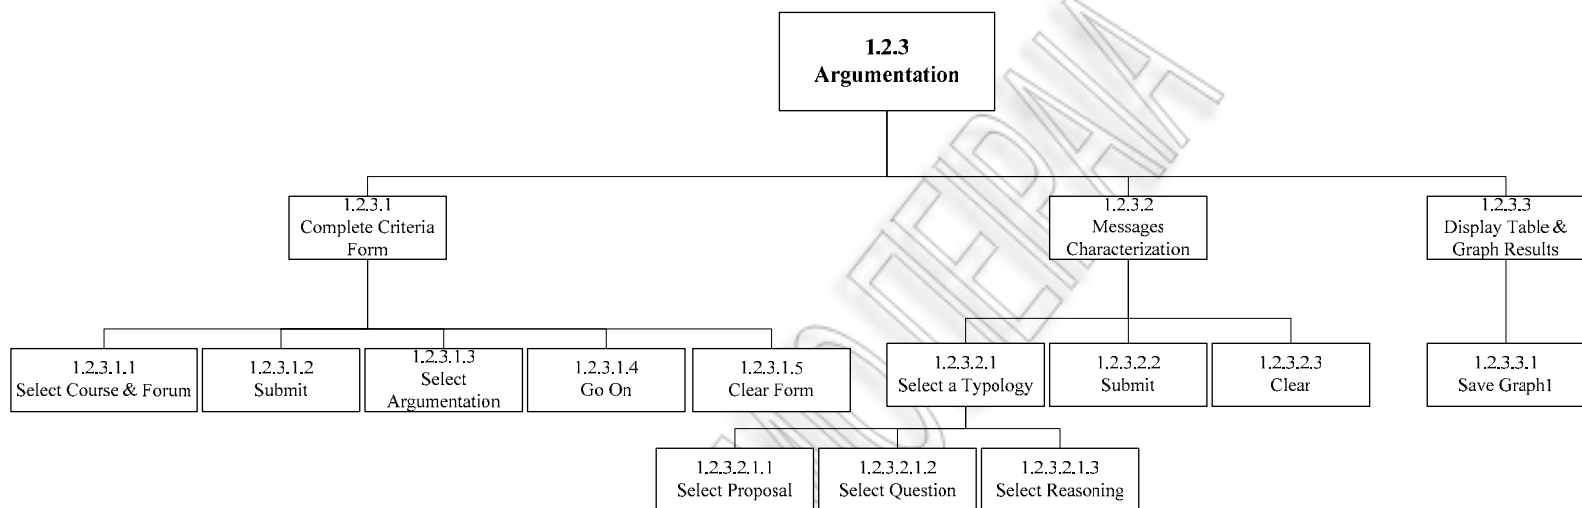 1.2.3
Argumentation
1.2.3.1
Complete Criteria
Form
1.2.3.2
Messages
Characterization
1.2.3.3
Display Table &
Graph Results
1.2.3.1.1
Select Course & Forum
1.2.3.1.2
Submit
1.2.3.1.3
Select
Argumentation
1.2.3.1.4
Go On
1.2.3.1.5
Clear Form
1.2.3.2.1
Select a Typology
1.2.3.2.2
Submit
1.2.3.2.3
Clear
1.2.3.3.1
Save Graph1
1.2.3.2.1.1
Select Proposal
1.2.3.2.1.2
Select Question
1.2.3.2.1.3
Select Reasoning